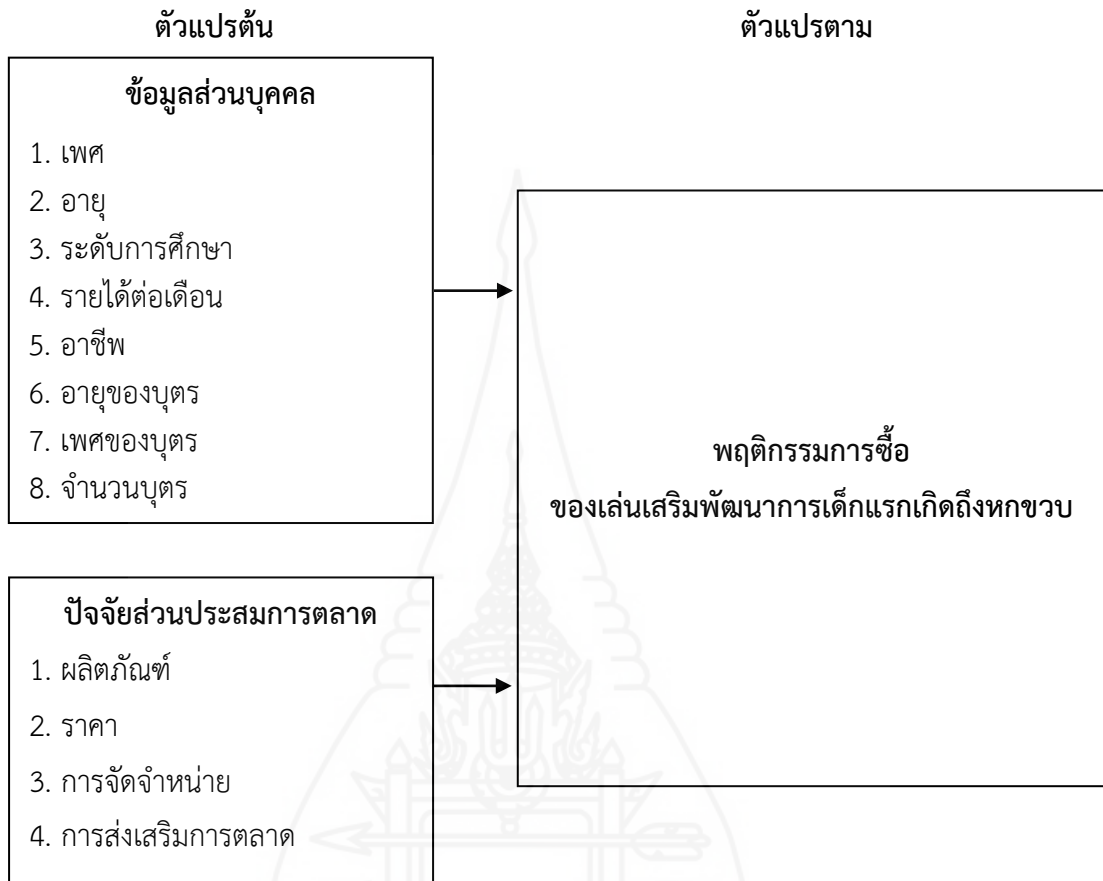 ตัวแปรต้น
ตัวแปรตาม
ข้อมูลส่วนบุคคล
1. เพศ
2. อายุ
3. ระดับการศึกษา
4. รายได้ต่อเดือน
5. อาชีพ
6. อายุของบุตร
7. เพศของบุตร
8. จำนวนบุตร
พฤติกรรมการซื้อ
ของเล่นเสริมพัฒนาการเด็กแรกเกิดถึงหกขวบ
ปัจจัยส่วนประสมการตลาด
1. ผลิตภัณฑ์
2. ราคา
3. การจัดจำหน่าย
4. การส่งเสริมการตลาด